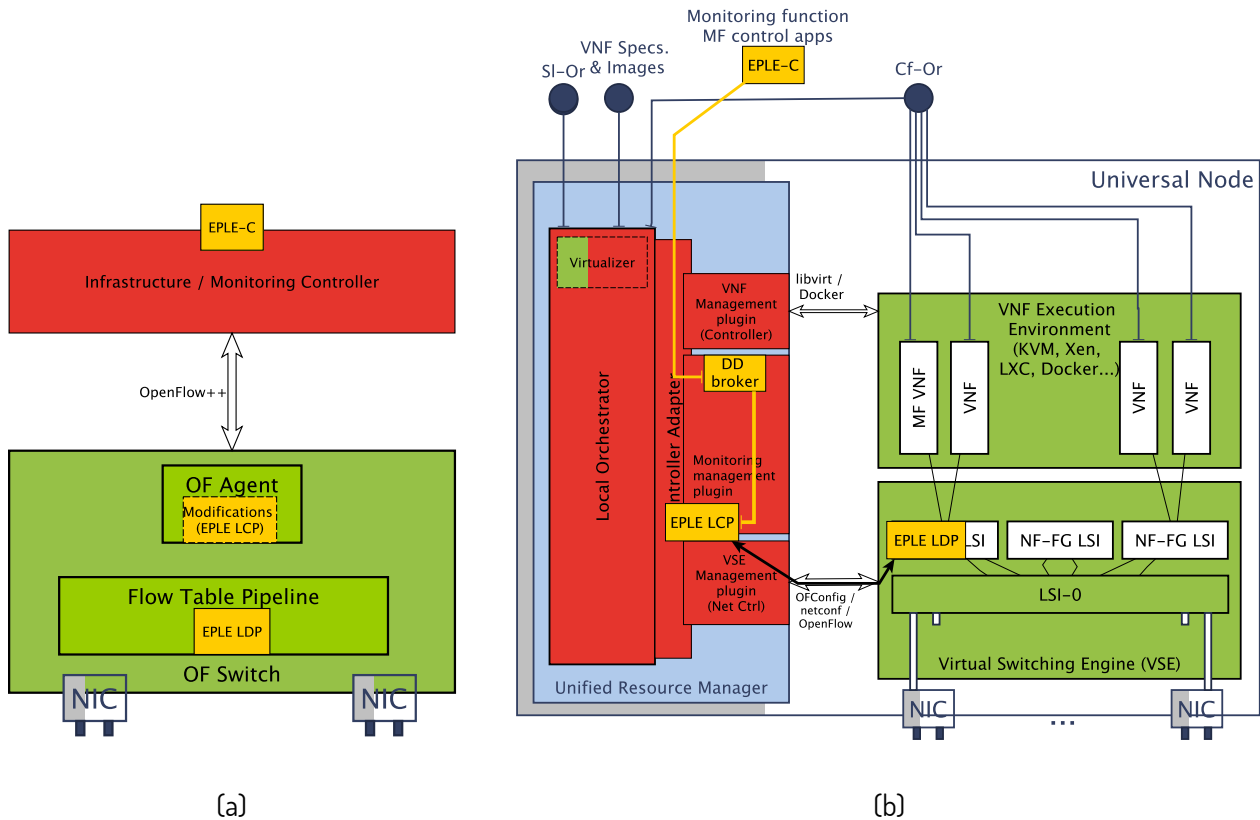 EPLE-C
Infrastructure / Monitoring Controller
OpenFlow++
OF Agent
Modifications
(EPLE LCP)
Flow Table Pipeline
EPLE LDP
OF Switch
NIC
NIC
(a)
Monitoring function
MF control apps
EPLE-C
Sl-Or
VNF Specs.
& Images
Cf-Or
Universal Node
Virtualizer
Local Orchestrator
ntroller Adapter
VNF
Management
plugin
(Controller)
DD
broker
Monitoring
management
plugin
EPLE LCP
VSE
Management
plugin
(Net Ctrl)
Unified Resource Manager
libvirt /
Docker
OFConfig /
netconf /
OpenFlow
VNF Execution
Environment
(KVM, Xen,
LXC, Docker...)
MF VNF
VNF
VNF
VNF
EPLE LDP
LSI
NF-FG LSI
NF-FG LSI
LSI-0
Virtual Switching Engine (VSE)
NIC
...
NIC
(b)